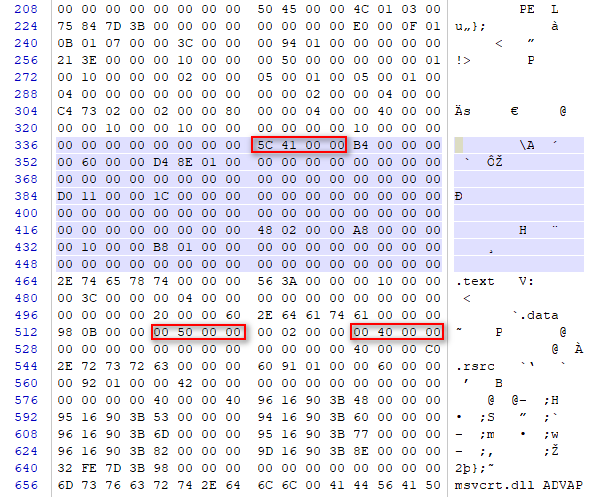 208 00 00 00 00 00 00 00 00 50 45 00 00 4C 01 03 00 PE L
224 75 84 7D 3B 00 00 00 00 00 00 00 00 E0 00 0F 01 u„}; à
240 0B 01 07 00 00 3C 00 00 00 94 01 00 00 00 00 00 < ”
256 21 3E 00 00 00 10 00 00 00 50 00 00 00 00 00 01 !> P
272 00 10 00 00 00 02 00 00 05 00 01 00 05 00 01 00
288 04 00 00 00 00 00 00 00 00 00 02 00 00 04 00 00
304 C4 73 02 00 02 00 00 80 00 00 04 00 00 40 00 00 Äs € @
320 00 00 10 00 00 10 00 00 00 00 00 00 10 00 00 00
336 00 00 00 00 00 00 00 00 5C 41 00 00 B4 00 00 00 \A ´
352 00 60 00 00 D4 8E 01 00 00 00 00 00 00 00 00 00 ` ÔŽ
368 00 00 00 00 00 00 00 00 00 00 00 00 00 00 00 00
384 D0 11 00 00 1C 00 00 00 00 00 00 00 00 00 00 00 Đ
400 00 00 00 00 00 00 00 00 00 00 00 00 00 00 00 00
416 00 00 00 00 00 00 00 00 48 02 00 00 A8 00 00 00 H ¨
432 00 10 00 00 B8 01 00 00 00 00 00 00 00 00 00 00 ¸
448 00 00 00 00 00 00 00 00 00 00 00 00 00 00 00 00
464 2E 74 65 78 74 00 00 00 56 3A 00 00 00 10 00 00 .text V:
480 00 3C 00 00 00 04 00 00 00 00 00 00 00 00 00 00 <
496 00 00 00 00 20 00 00 60 2E 64 61 74 61 00 00 00 `.data
512 98 0B 00 00 00 50 00 00 00 02 00 00 00 40 00 00 ˜ P @
528 00 00 00 00 00 00 00 00 00 00 00 00 40 00 00 C0 @ À
544 2E 72 73 72 63 00 00 00 60 91 01 00 00 60 00 00 .rsrc `‘ `
560 00 92 01 00 00 42 00 00 00 00 00 00 00 00 00 00 ’ B
576 00 00 00 00 40 00 00 40 96 16 90 3B 48 00 00 00 @ @– ;H
592 95 16 90 3B 53 00 00 00 94 16 90 3B 60 00 00 00 • ;S ” ;`
608 96 16 90 3B 6D 00 00 00 95 16 90 3B 77 00 00 00 – ;m • ;w
624 96 16 90 3B 82 00 00 00 9D 16 90 3B 8E 00 00 00 – ;‚ ;Ž
640 32 FE 7D 3B 98 00 00 00 00 00 00 00 00 00 00 00 2þ};˜
656 6D 73 76 63 72 74 2E 64 6C 6C 00 41 44 56 41 50 msvcrt.dll ADVAP